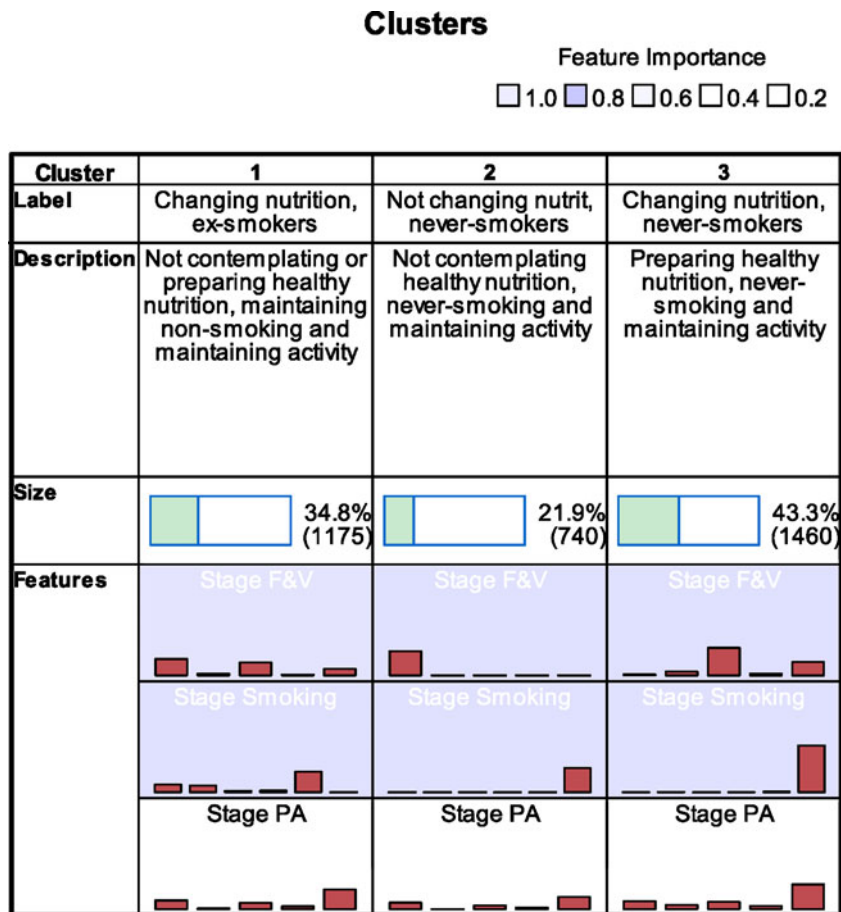 Clusters
Feature Importance
1.0 0.8 0.6 0.4 0.2
Cluster 1 2 3
Label
Changing nutrition,
ex-smokers
Not changing nutrit,
never-smokers
Changing nutrition,
never-smokers
Description
Not contemplating or
preparing healthy
nutrition, maintaining
non-smoking and
maintaining activity
Not contemplating
healthy nutrition,
never-smoking and
maintaining activity
Preparing healthy
nutrition, never-
smoking and
maintaining activity
Size
34.8%
(1175)
21.9%
(740)
43.3%
(1460)
Features
Stage F&V Stage F&V Stage F&V
Stage Smoking Stage Smoking Stage Smoking
Stage PA Stage PA Stage PA